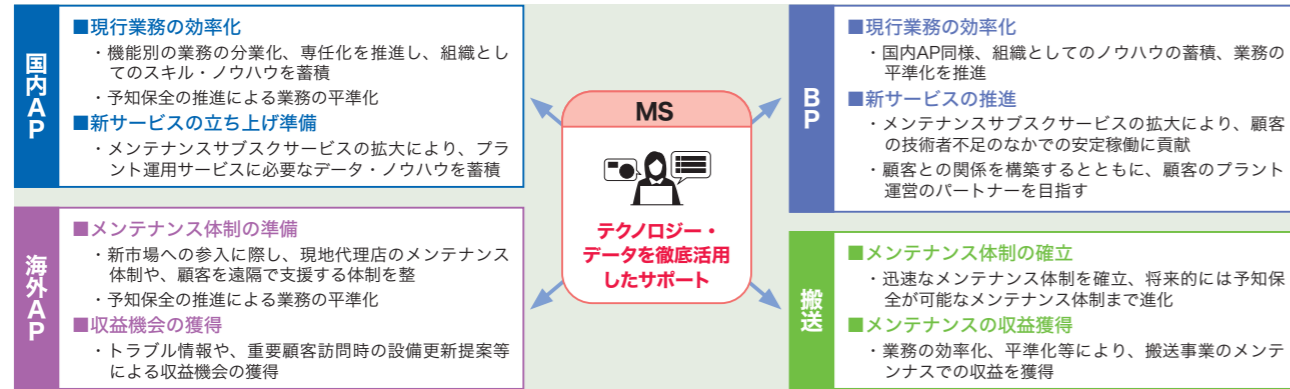 国内AP
■現行業務の効率化
・機能別の業務の分業化、専任化を推進し、組織とし
てのスキル・ノウハウを蓄積
・予知保全の推進による業務の平準化
■新サービスの立ち上げ準備
・メンテナンスサブスクサービスの拡大により、プラ
ント運用サービスに必要なデータ・ノウハウを蓄積
海外AP
■メンテナンス体制の準備
・新市場への参入に際し、現地代理店のメンテナンス
体制や、顧客を遠隔で支援する体制を整
・予知保全の推進による業務の平準化
■収益機会の獲得
・トラブル情報や、重要顧客訪問時の設備更新提案等
による収益機会の獲得
MS
テクノロジー・
データを徹底活用
したサポート
BP
■現行業務の効率化
・国内AP同様、組織としてのノウハウの蓄積、業務の
平準化を推進
■新サービスの推進
・メンテナンスサブスクサービスの拡大により、顧客
の技術者不足のなかでの安定稼働に貢献
・顧客との関係を構築するとともに、顧客のプラント
運営のパートナーを目指す
搬送
■メンテナンス体制の確立
・迅速なメンテナンス体制を確立、将来的には予知保
全が可能なメンテナンス体制まで進化
■メンテナンスの収益獲得
・業務の効率化、平準化等により、搬送事業のメンテ
ンナスでの収益を獲得